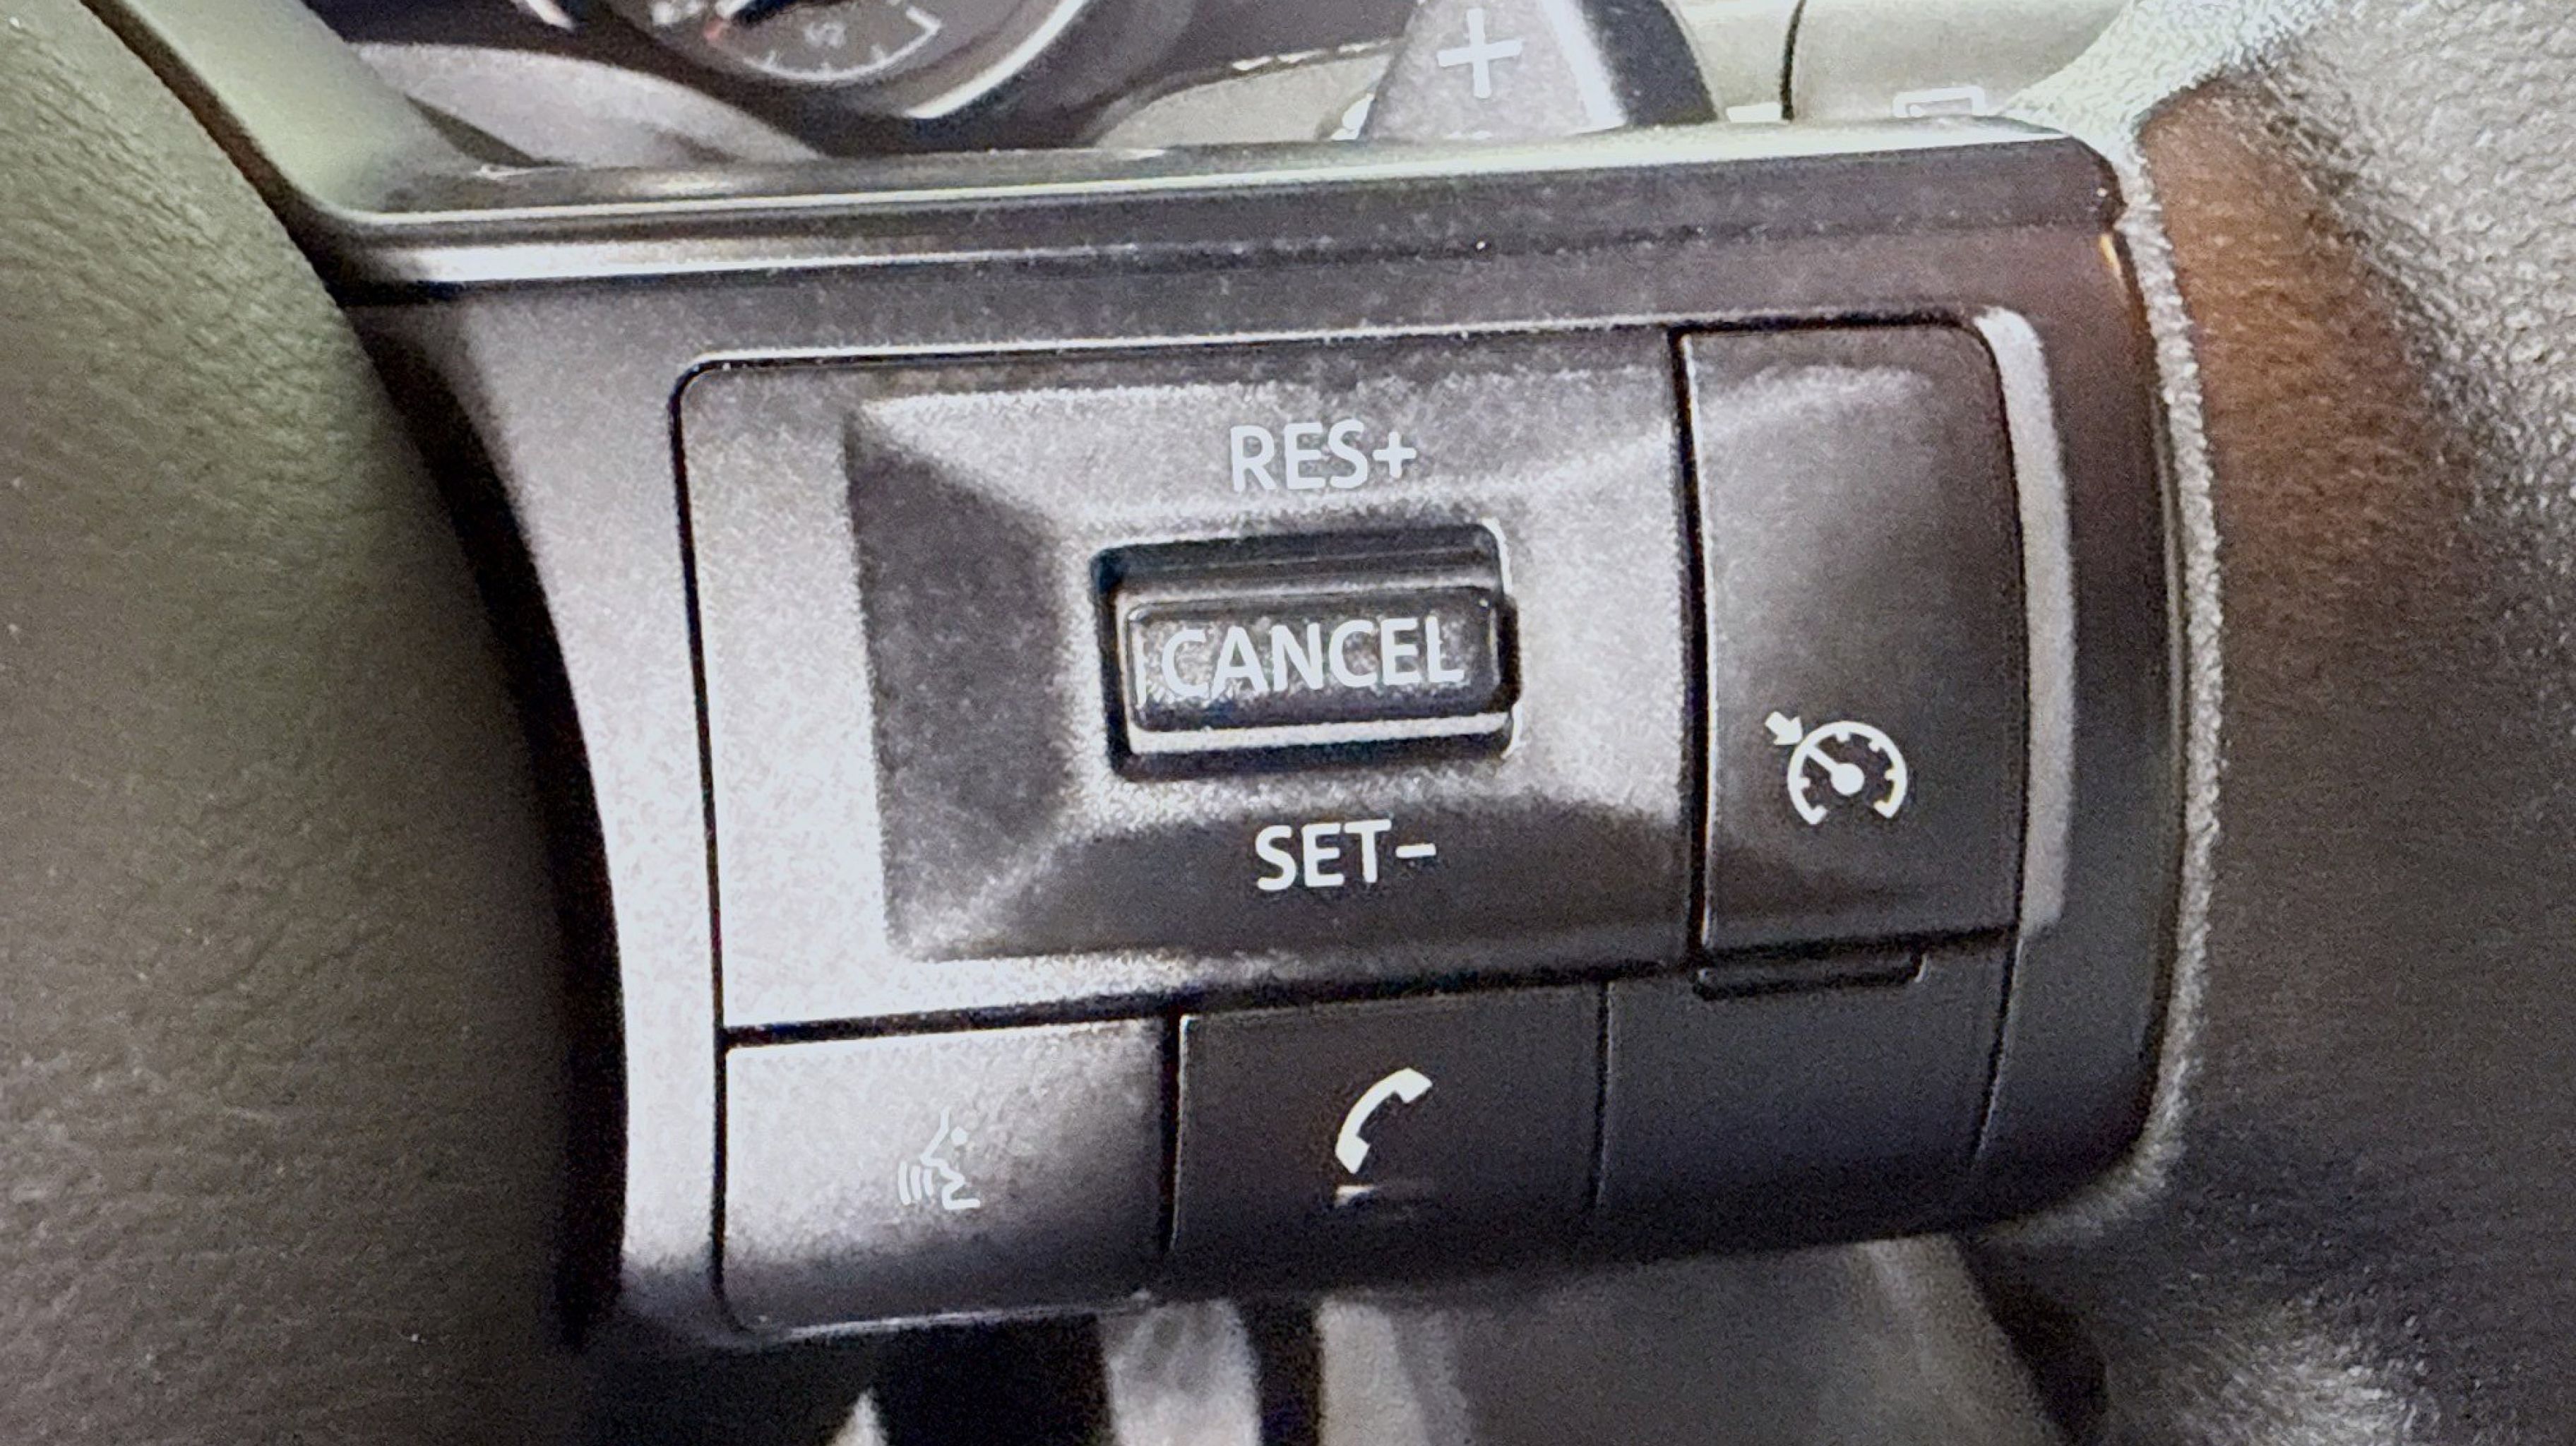 +
RES+
CANCEL
SET-